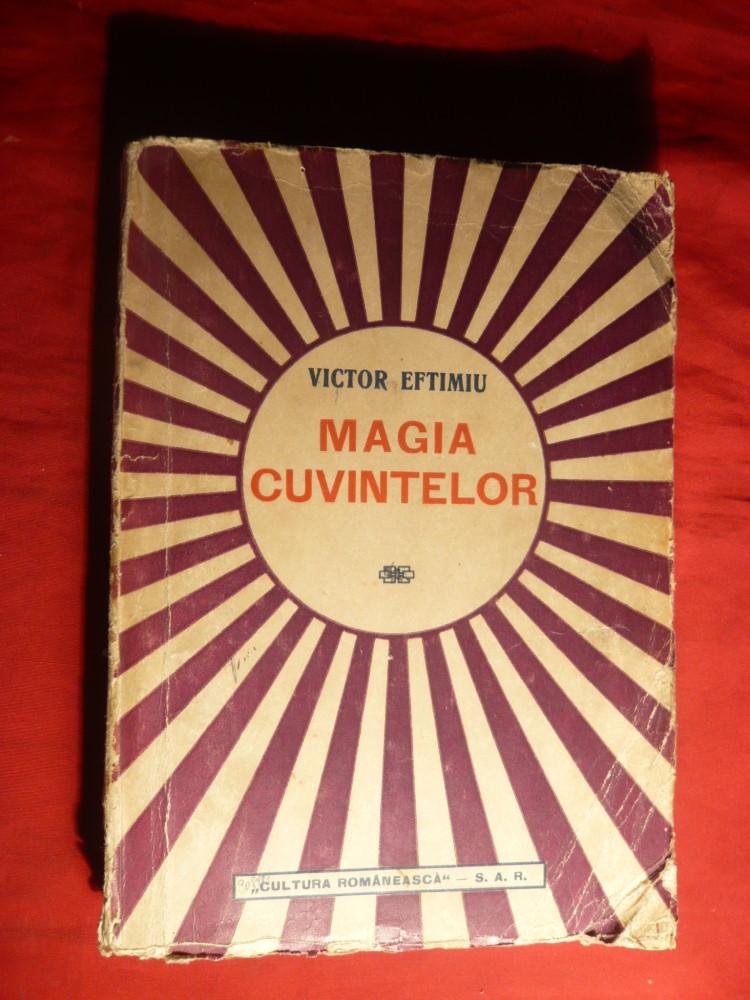 VICTOR EFTIMIU
MAGIA
CUVINTELOR
„CULTURA ROMÂNEASCĂ“ – S. A. R.